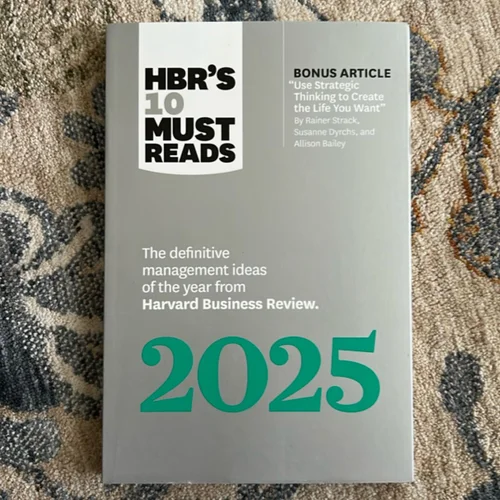 HBR'S
10
MUST
READS
BONUS ARTICLE
"Use Strategic
Thinking to Create
the Life You Want"
By Rainer Strack,
Susanne Dyrchs, and
Allison Bailey
The definitive
management ideas
of the year from
Harvard Business Review.
2025